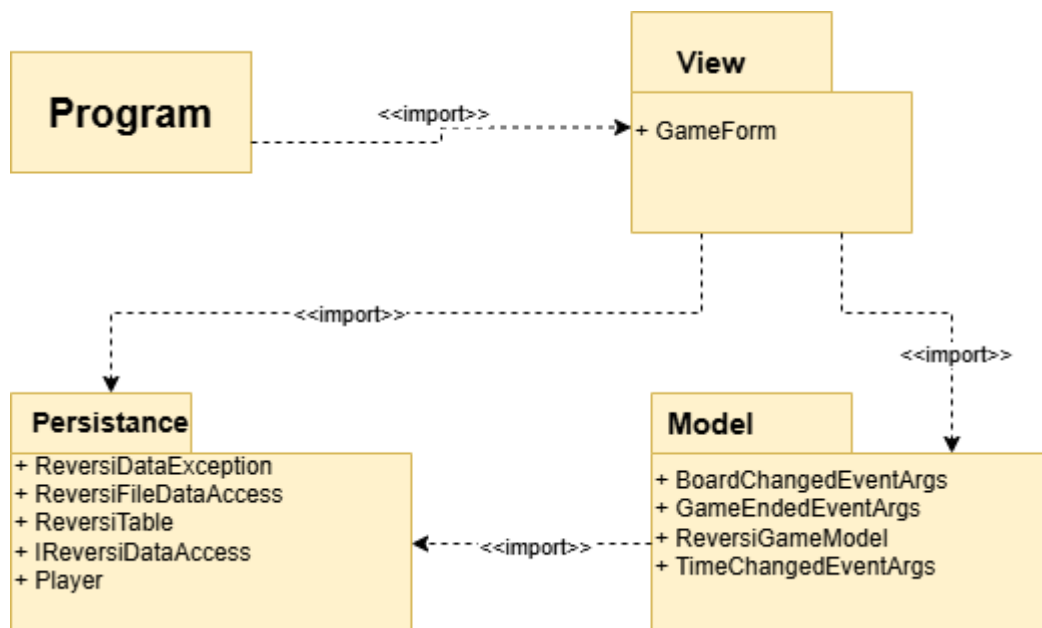 Program
<<import>>
View
+ GameForm
<<import>>
<<import>>
Persistance
+ ReversiDataException
+ ReversiFileDataAccess
+ ReversiTable
+ IReversiDataAccess
+ Player
<<import>>
Model
+ BoardChangedEventArgs
+ GameEndedEventArgs
+ ReversiGameModel
+ TimeChangedEventArgs